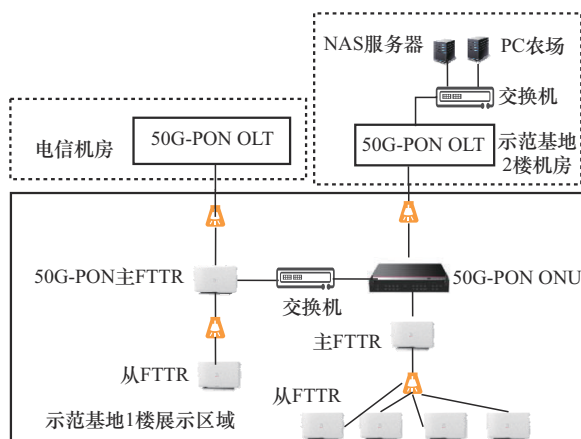 NAS服务器
PC农场
交换机
电信机房
50G-PON OLT
50G-PON OLT
示范基地
2楼机房
50G-PON主FTTR
交换机
50G-PON ONU
主FTTR
从FTTR
从FTTR
示范基地1楼展示区域